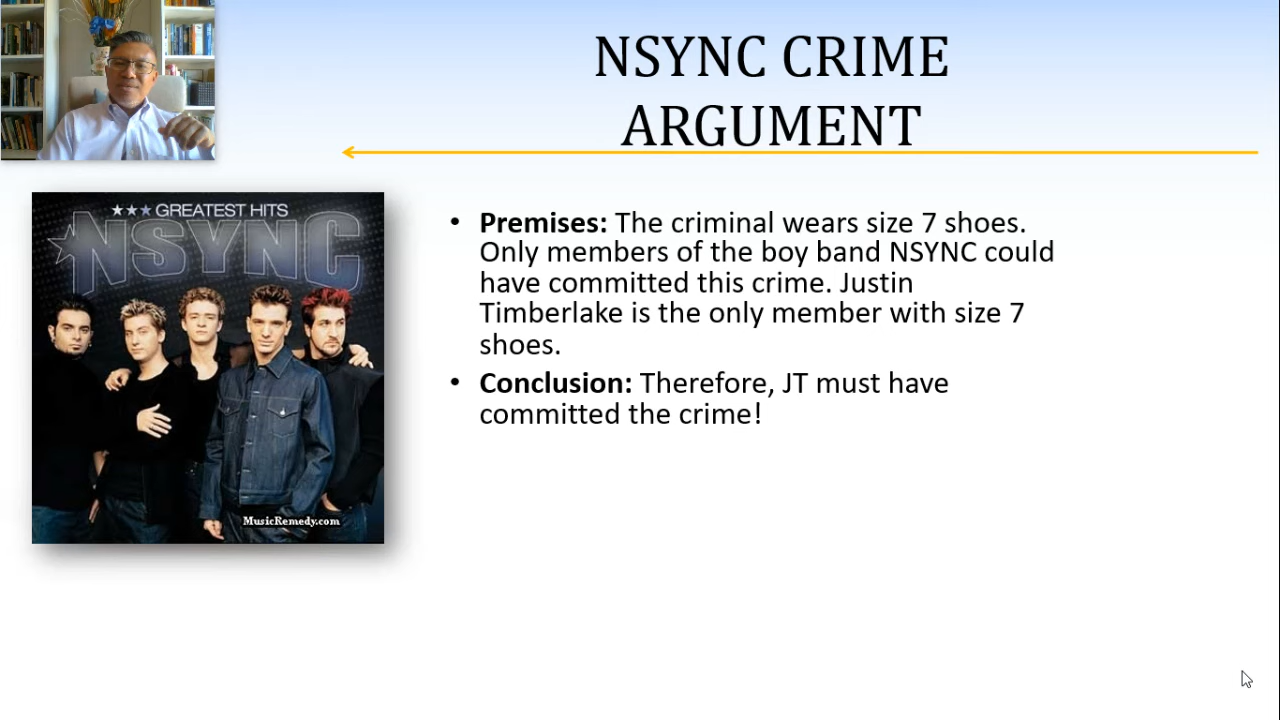 NSYNC CRIME
ARGUMENT
★★★ GREATEST HITS
NSYNC
MusicRemedy.com
• Premises: The criminal wears size 7 shoes.
Only members of the boy band NSYNC could
have committed this crime. Justin
Timberlake is the only member with size 7
shoes.
• Conclusion: Therefore, JT must have
committed the crime!